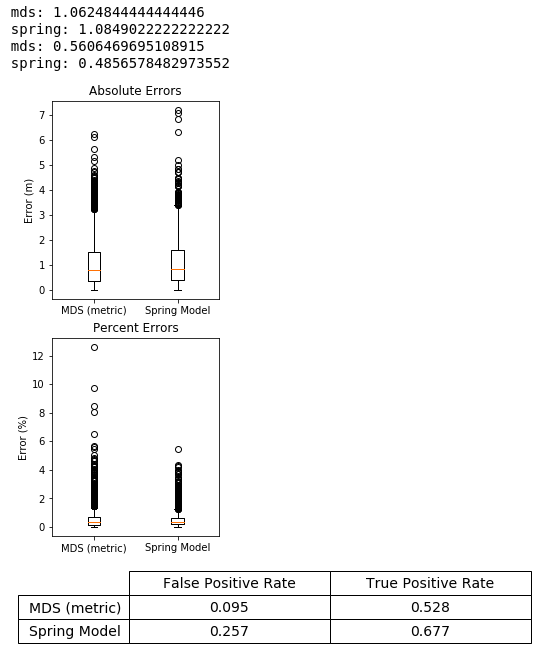 mds: 1.0624844444444446
spring: 1.0849022222222222
mds: 0.5606469695108915
spring: 0.4856578482973552
Absolute Errors
7
6
5
4
3
2
1
0
Error (m)
MDS (metric) Spring Model
Percent Errors
12
10
8
6
4
2
0
Error (%)
MDS (metric) Spring Model
False Positive Rate True Positive Rate
MDS (metric) 0.095 0.528
Spring Model 0.257 0.677